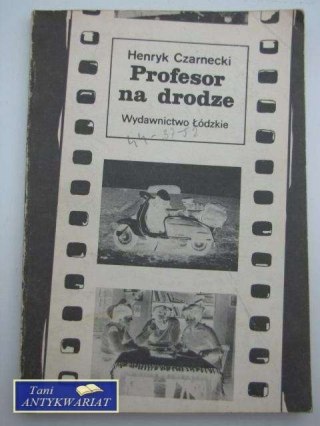 Henryk Czarnecki
Profesor
na drodze
Wydawnictwo Łódzkie
Tani
ANTYKWARIAT